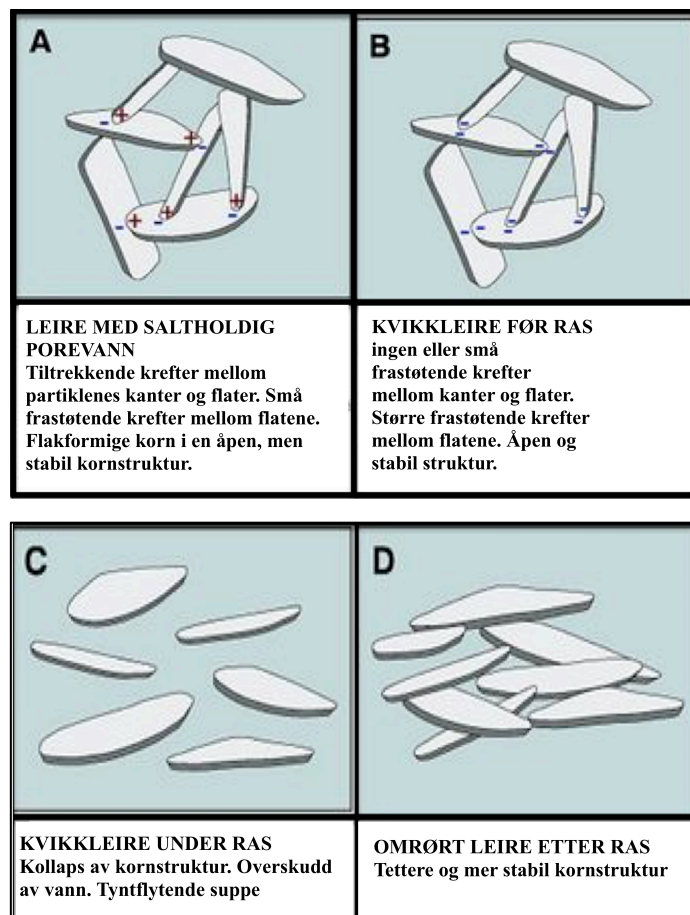 A
B
LEIRE MED SALTHOLDIG
POREVANN
Tiltrekkende krefter mellom
partiklenes kanter og flater. Små
frastøtende krefter mellom flatene.
Flakformige korn i en åpen, men
stabil kornstruktur.
KVIKKLEIRE FØR RAS
ingen eller små
frastøtende krefter
mellom kanter og flater.
Større frastøtende krefter
mellom flatene. Åpen og
stabil struktur.
C
D
KVIKKLEIRE UNDER RAS
Kollaps av kornstruktur. Overskudd
av vann. Tyntflytende suppe
OMRØRT LEIRE ETTER RAS
Tettere og mer stabil kornstruktur